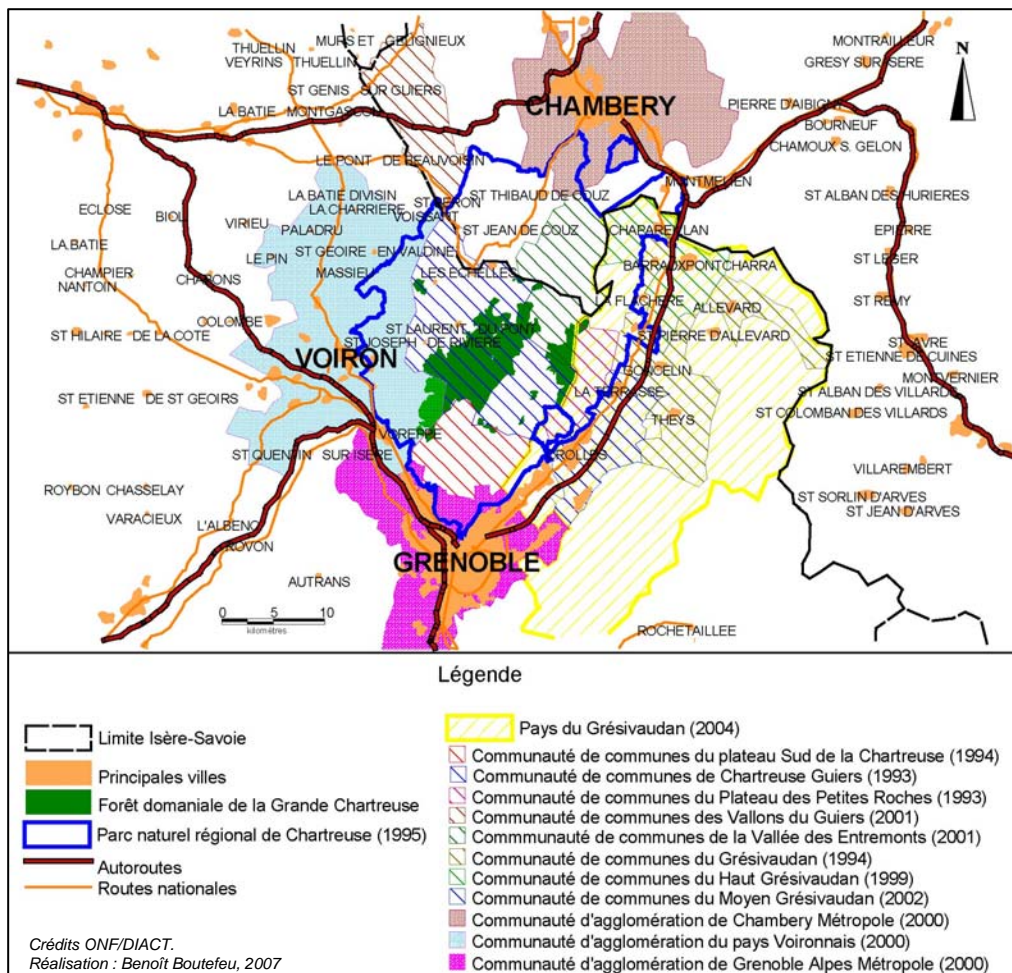 MURS ET GELIGNIEUX
THUELLIN
VEYRINS THUELLIN
MONTRAILLEUR
GRESY SUR ISERE
N
ST GENIS SUR GUIERS
CHAMBERY
PIERRE D'AIBIGNY
LA BATIE MONTGASCON
BOURNEUF
CHAMOUX S. GELON
LE PONT DE BEAUVOISIN
MONTMELIEN
LA BATIE DIVISIN
ST THIBAUD DE COUZ
ST ALBAN DES HURIERES
ECLOSE
BIOL
LA CHARRIERE
ST BERON
VOISSANT
VIRIEU
PALADRU
ST JEAN DE COUZ
CHAPAREILLAN
EPIERRE
LA BATIE
LE PIN
ST GEOIRE EN VALDINE
BARRAUX
PONTCHARRA
ST LEGER
CHAMPIER
NANTOIN
CHABONS
MASSIEU
LES ECHELLES
LA FLACHERE
ALLEVARD
ST REMY
COLOMBE
ST HILAIRE DE LA COTE
ST LAURENT DU PONT
ST JOSEPH DE RIVIERE
ST PIERRE D'ALLEVARD
ST AVRE
ST ETIENNE DE CUINES
VOIRON
GONCELIN
MONTVERNIER
ST ETIENNE DE ST GEOIRS
LA TERRASSE
ST ALBAN DES VILLARDS
THEYS
ST COLOMBAN DES VILLARDS
VOREPPE
ST QUENTIN SUR ISERE
CROLLES
VILLAREMBERT
ROYBON CHASSELAY
ST SORLIN D'ARVES
VARACIEUX
ST JEAN D'ARVES
L'ALBENC
ROVON
GRENOBLE
AUTRANS
0 5 10
kilomètres
ROCHETAILLEE
Légende
Limite Isère-Savoie
Principales villes
Forêt domaniale de la Grande Chartreuse
Parc naturel régional de Chartreuse (1995)
Autoroutes
Routes nationales
Crédits ONF/DIACT.
Réalisation : Benoît Boutefeu, 2007
Pays du Grésivaudan (2004)
Communauté de communes du plateau Sud de la Chartreuse (1994)
Communauté de communes de Chartreuse Guiers (1993)
Communauté de communes du Plateau des Petites Roches (1993)
Communauté de communes des Vallons du Guiers (2001)
Commmunauté de communes de la Vallée des Entremonts (2001)
Communauté de communes du Grésivaudan (1994)
Communauté de communes du Haut Grésivaudan (1999)
Communauté de communes du Moyen Grésivaudan (2002)
Communauté d'agglomération de Chambery Métropole (2000)
Communauté d'agglomération du pays Voironnais (2000)
Communauté d'agglomération de Grenoble Alpes Métropole (2000)